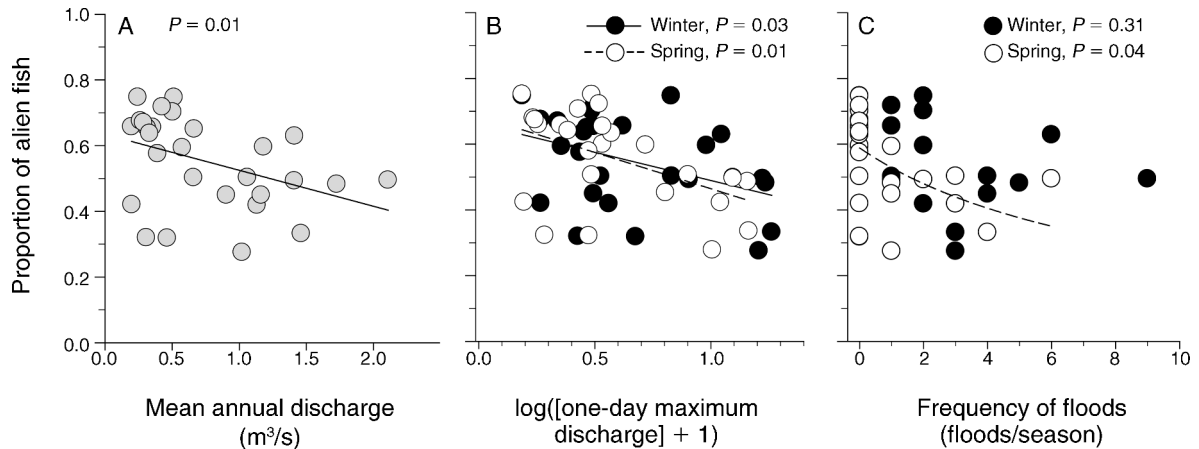 Proportion of alien fish
1.0
0.8
0.6
0.4
0.2
0.0
A
P = 0.01
0.0
0.5
1.0
1.5
2.0
Mean annual discharge
(m³/s)
B
Winter, P = 0.03
Spring, P = 0.01
0.0
0.5
1.0
log([one-day maximum
discharge] + 1)
C
Winter, P = 0.31
Spring, P = 0.04
0
2
4
6
8
10
Frequency of floods
(floods/season)